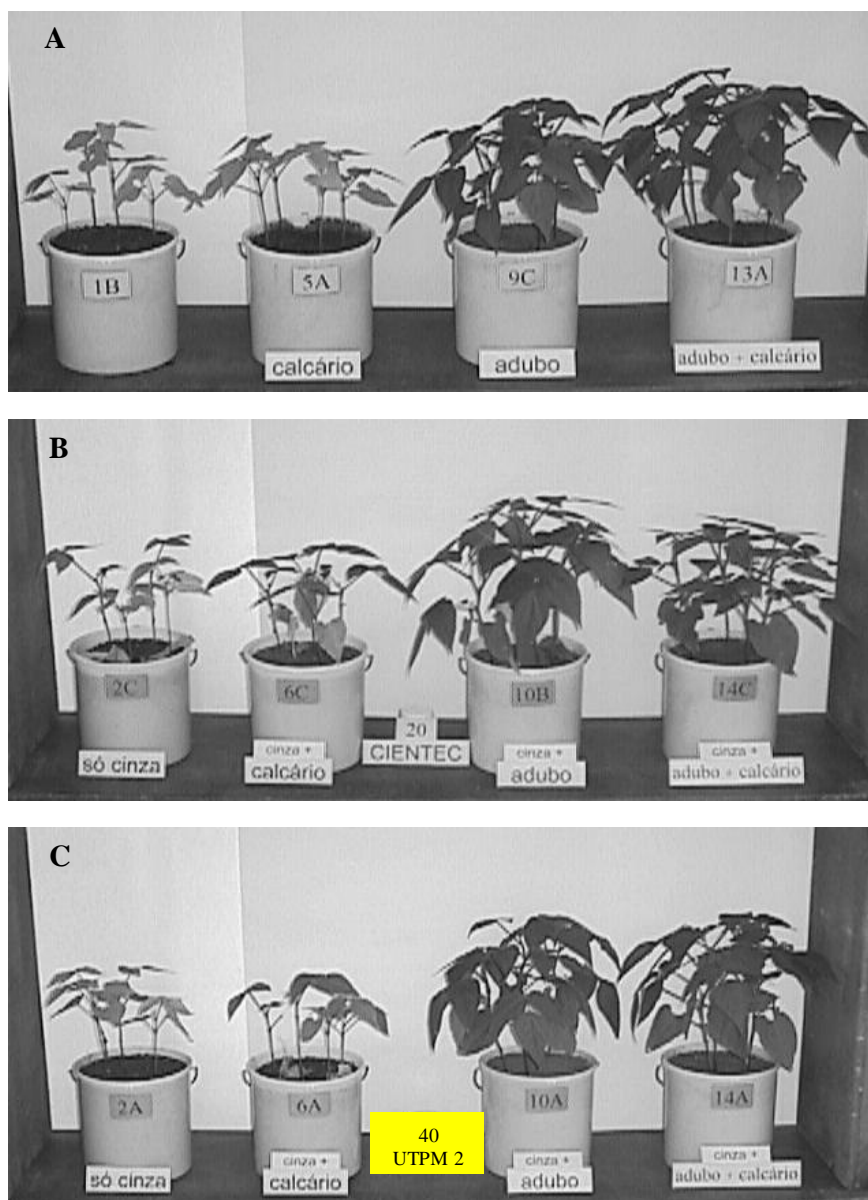 A
1B
5A
9C
13A
calcário
adubo
adubo + calcário
B
2C
6C
10B
14C
20
CIENTEC
só cinza
cinza +
calcário
cinza +
adubo
cinza +
adubo + calcário
C
2A
6A
10A
14A
40
UTPM 2
só cinza
cinza +
calcário
cinza +
adubo
cinza +
adubo + calcário